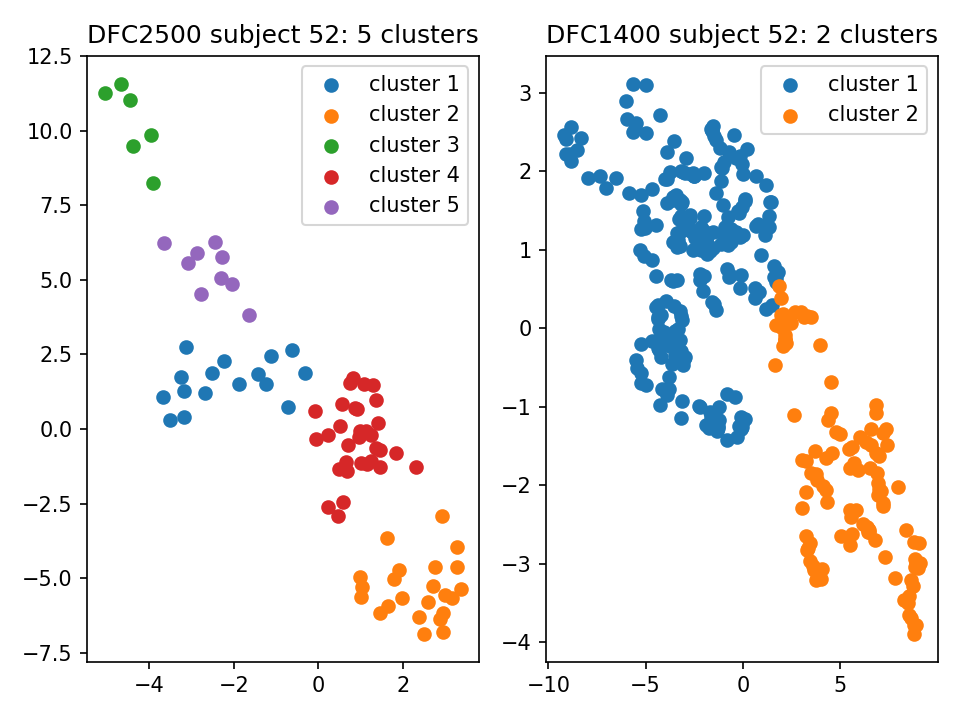 DFC2500 subject 52: 5 clusters
12.5
10.0
7.5
5.0
2.5
0.0
−2.5
−5.0
−7.5
−4
−2
0
2
cluster 1
cluster 2
cluster 3
cluster 4
cluster 5
DFC1400 subject 52: 2 clusters
3
2
1
0
−1
−2
−3
−4
−10
−5
0
5
cluster 1
cluster 2